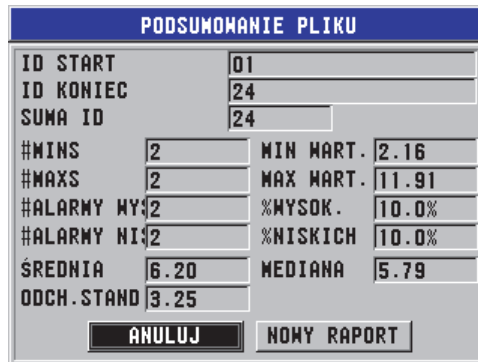 PODSUMOWANIE PLIKU
ID START 01
ID KONIEC 24
SUMA ID 24
#MINS 2 MIN WART. 2.16
#MAXS 2 MAX WART. 11.91
#ALARMY WYS 2 %WYSOK. 10.0%
#ALARMY NIS 2 %NISKICH 10.0%
ŚREDNIA 6.20 MEDIANA 5.79
ODCH.STAND 3.25
ANULUJ NOWY RAPORT